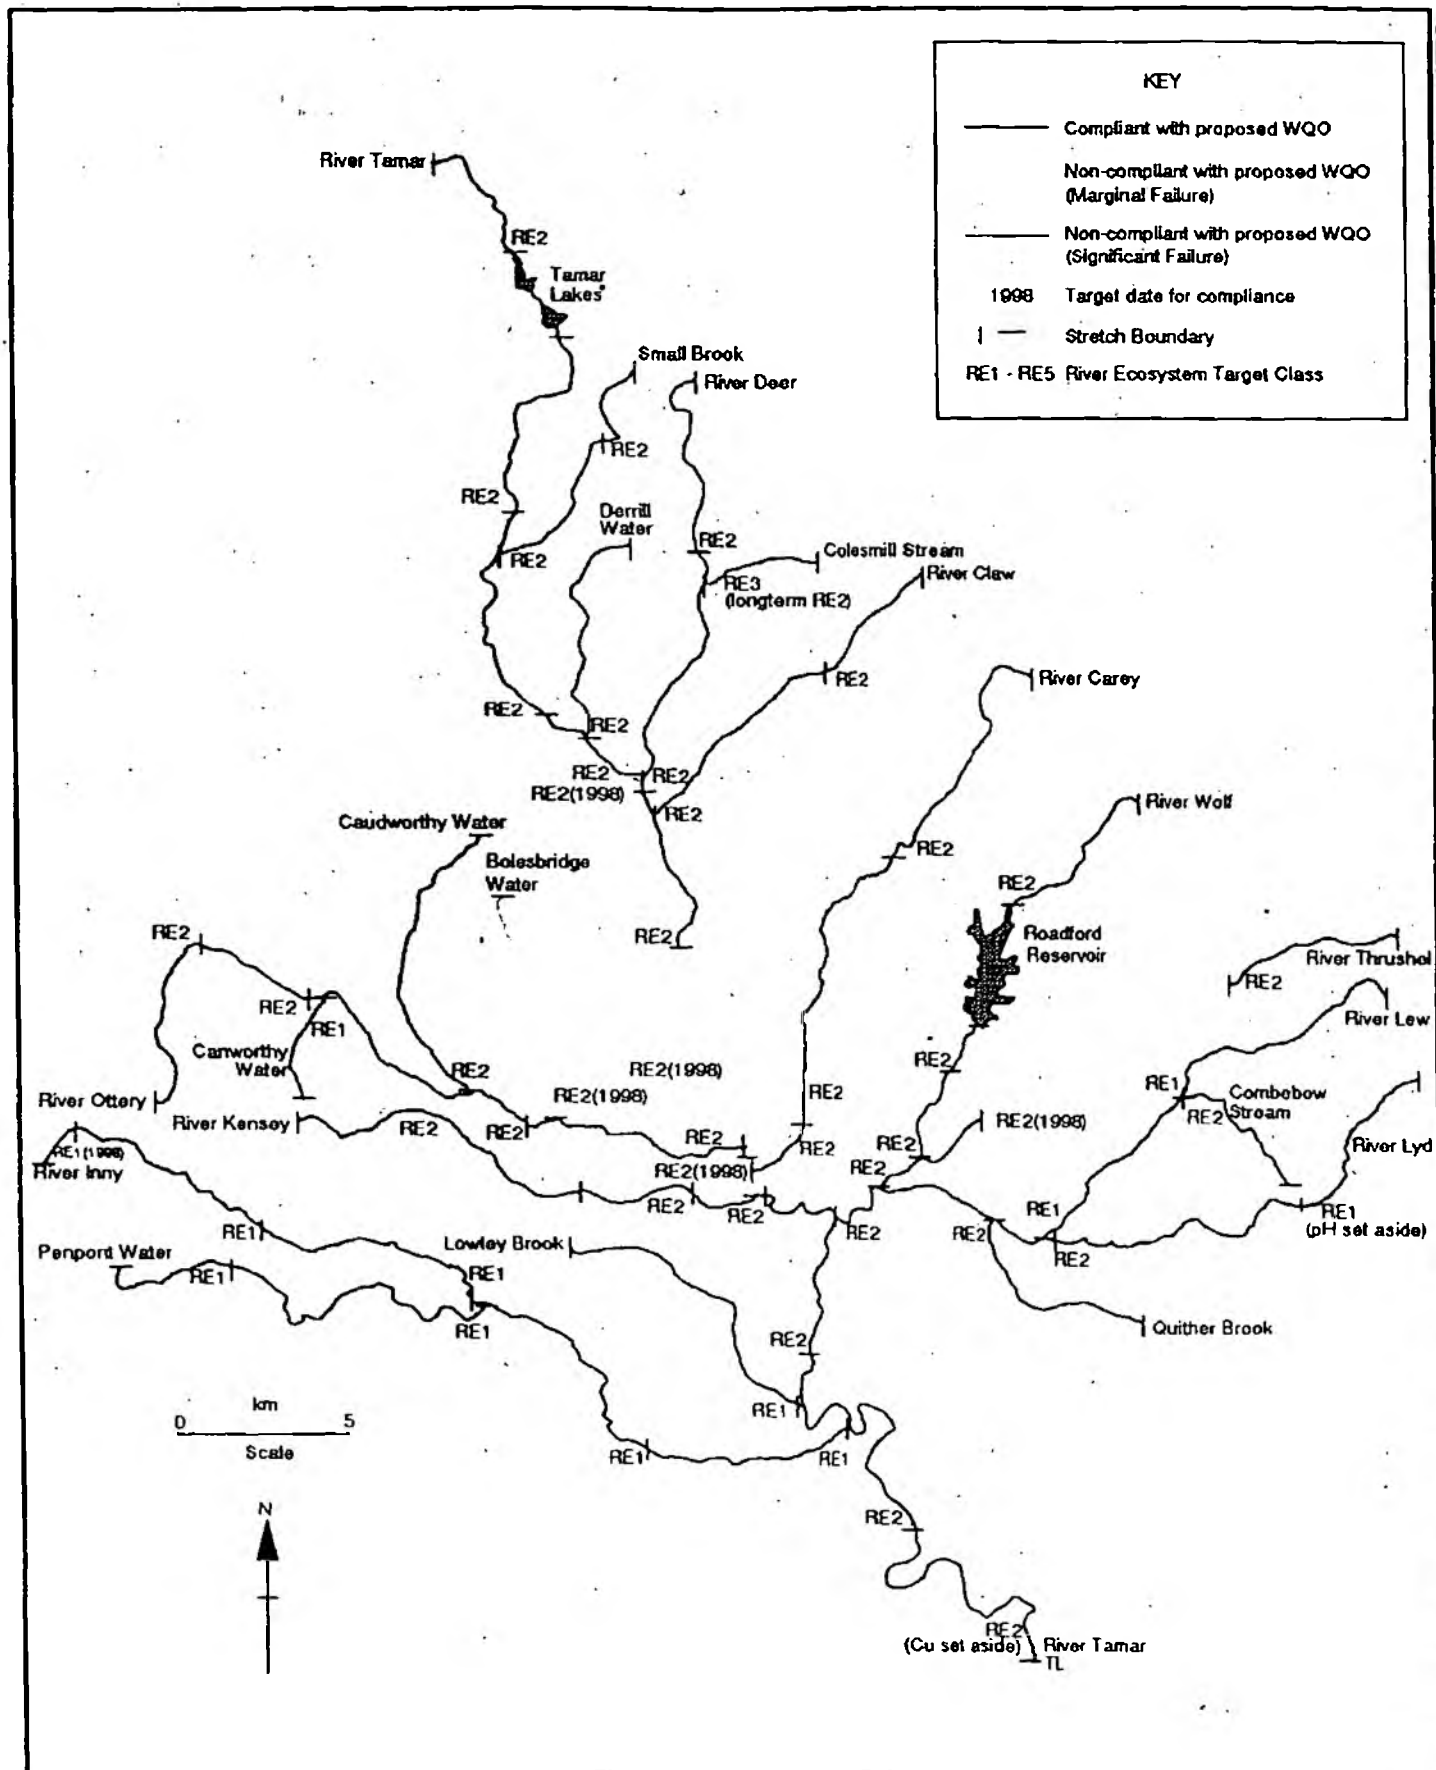 KEY
Compliant with proposed WQO
Non-compliant with proposed WQO
(Marginal Failure)
Non-compliant with proposed WQO
(Significant Failure)
1998 Target date for compliance
Stretch Boundary
RE1 - RE5 River Ecosystem Target Class
River Tamar
RE2
Tamar
Lakes
Small Brook
River Deer
RE2
RE2
Derrill
Water
RE2
RE2
Colesmill Stream
River Claw
RE3
(longterm RE2)
RE2
River Carey
RE2
RE2
RE2
RE2
RE2(1998)
RE2
River Wolf
Caudworthy Water
RE2
Bolesbridge
Water
RE2
RE2
RE2
Roadford
Reservoir
River Thrushel
RE2
RE2
RE1
River Lew
Canworthy
Water
RE2
RE2(1998)
RE2
RE1
Combebow
Stream
River Ottery
RE2(1998)
RE2
RE2
River Kensey
RE2
RE2
RE2(1998)
River Lyd
RE1(1998)
River Inny
RE2
RE2
RE2
RE2(1998)
RE2
RE2
RE2
RE2
RE1
RE2
RE2
RE1
(pH set aside)
RE1
Lowley Brook
Penpont Water
RE1
RE1
RE1
RE2
Quither Brook
km
0 5
Scale
RE1
RE1
RE1
N
RE2
RE2
(Cu set aside)
River Tamar
TL